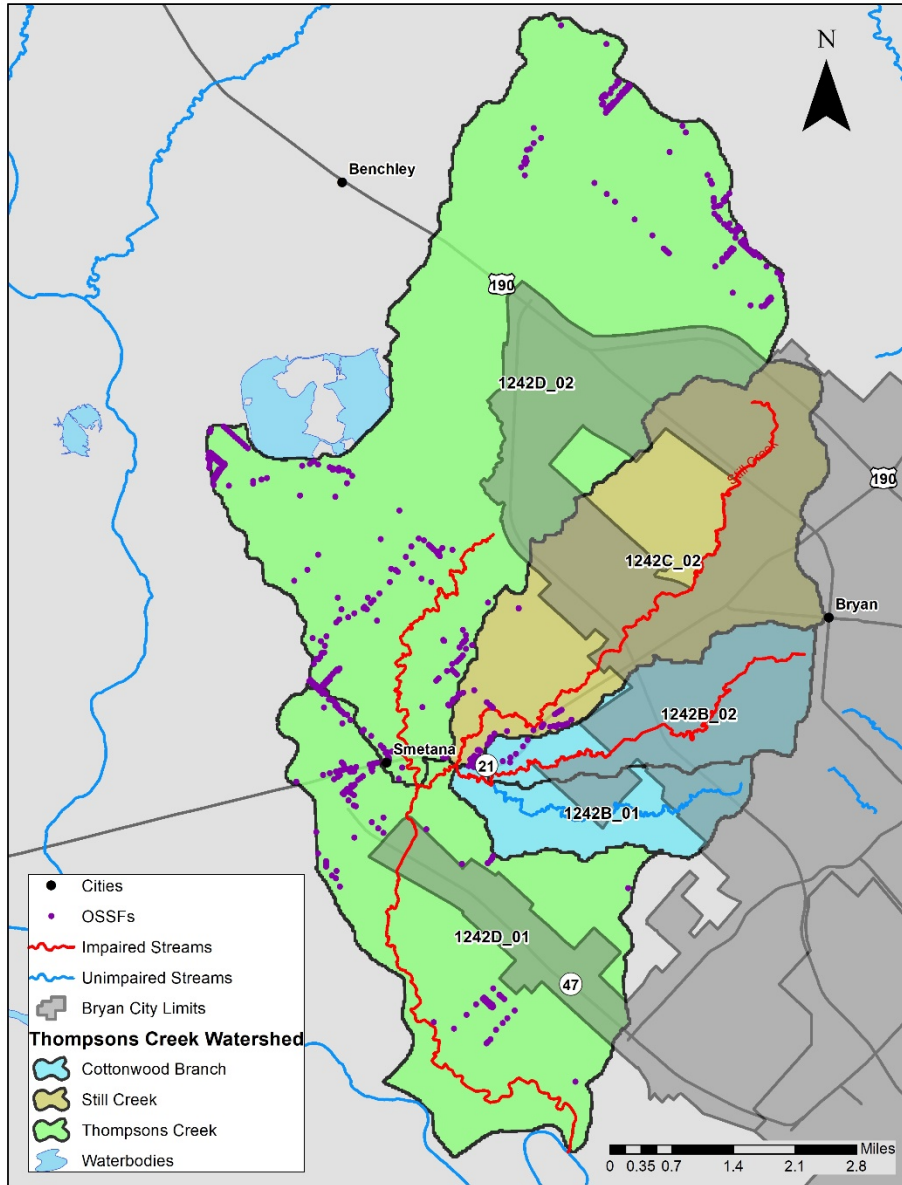 N
Benchley
190
1242D_02
Still Creek
190
1242C_02
Bryan
1242B_02
Smetana
21
1242B_01
1242D_01
47
Cities
OSSFs
Impaired Streams
Unimpaired Streams
Bryan City Limits
Thompsons Creek Watershed
Cottonwood Branch
Still Creek
Thompsons Creek
Waterbodies
Miles
0 0.35 0.7 1.4 2.1 2.8